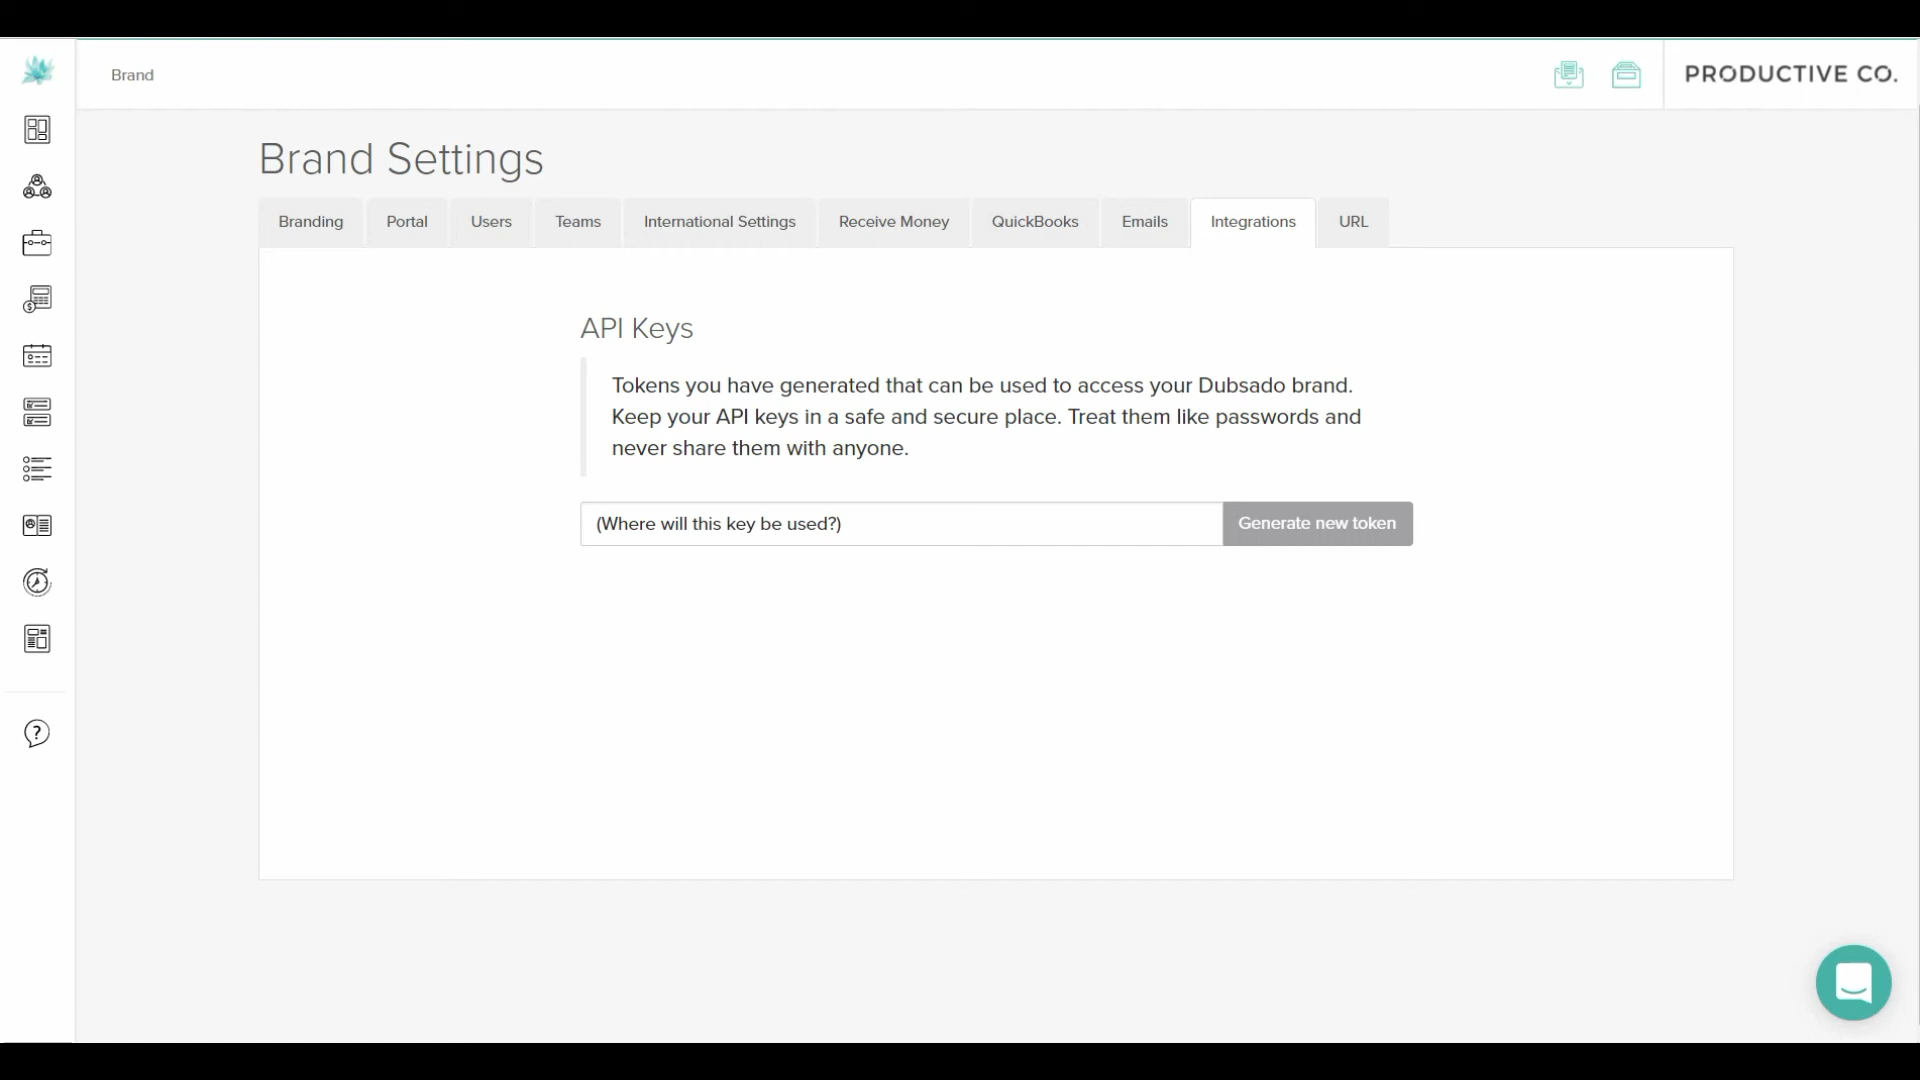 Brand
PRODUCTIVE CO.
Brand Settings
Branding
Portal
Users
Teams
International Settings
Receive Money
QuickBooks
Emails
Integrations
URL
API Keys
Tokens you have generated that can be used to access your Dubsado brand.
Keep your API keys in a safe and secure place. Treat them like passwords and
never share them with anyone.
(Where will this key be used?)
Generate new token